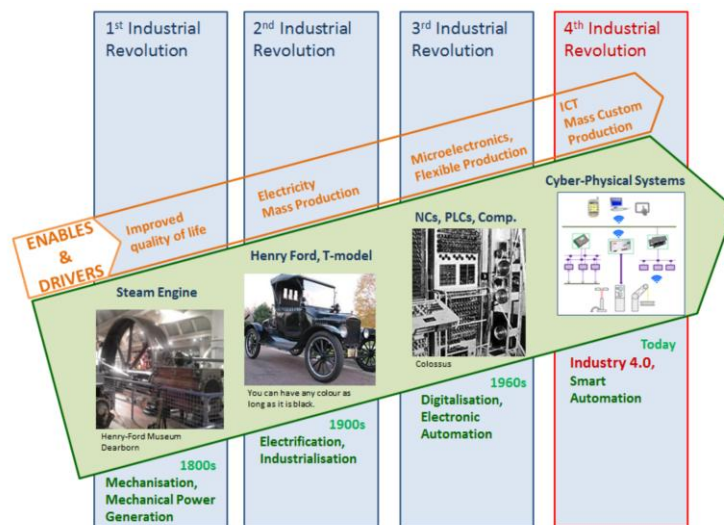 1st Industrial
Revolution
2nd Industrial
Revolution
3rd Industrial
Revolution
4th Industrial
Revolution
ENABLES
&
DRIVERS
Improved
quality of life
Electricity
Mass Production
Microelectronics,
Flexible Production
ICT
Mass Custom
Production
Steam Engine
Henry-Ford Museum
Dearborn
1800s
Mechanisation,
Mechanical Power
Generation
Henry Ford, T-model
You can have any colour as
long as it is black.
1900s
Electrification,
Industrialisation
NCs, PLCs, Comp.
Colossus
1960s
Digitalisation,
Electronic
Automation
Cyber-Physical Systems
Today
Industry 4.0,
Smart
Automation